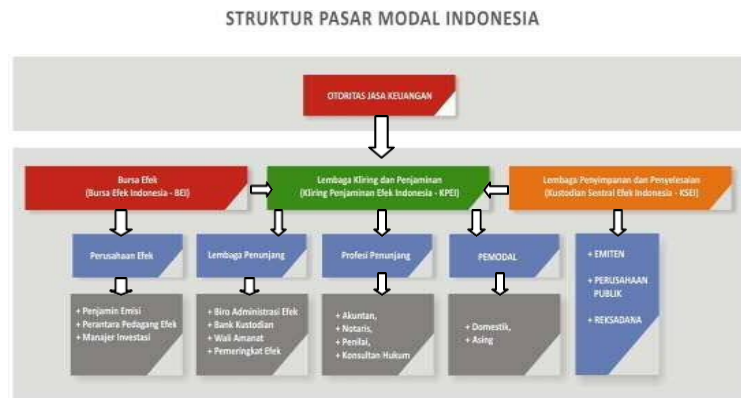 STRUKTUR PASAR MODAL INDONESIA
OTORITAS JASA KEUANGAN
Bursa Efek
(Bursa Efek Indonesia - BEI)
Lembaga Kliring dan Penjaminan
(Kliring Penjaminan Efek Indonesia - KPEI)
Lembaga Penyimpanan dan Penyelesaian
(Kustodian Sentral Efek Indonesia - KSEI)
Perusahaan Efek
Lembaga Penunjang
Profesi Penunjang
PEMODAL
+ EMITEN
+ PERUSAHAAN
PUBLIK
+ REKSADANA
+ Penjamin Emisi
+ Perantara Pedagang Efek
+ Manajer Investasi
+ Biro Administrasi Efek
+ Bank Kustodian
+ Wali Amanat
+ Pemeringkat Efek
+ Akuntan,
+ Notaris,
+ Penilai,
+ Konsultan Hukum
+ Domestik,
+ Asing